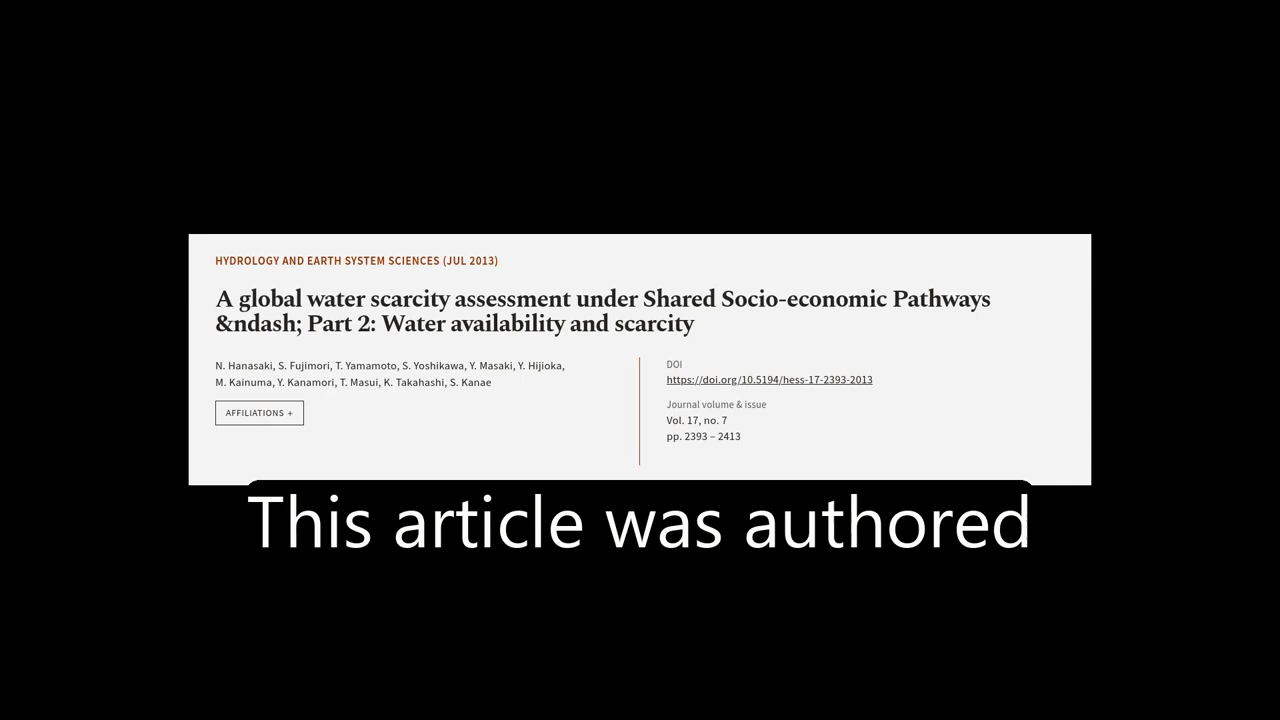 HYDROLOGY AND EARTH SYSTEM SCIENCES (JUL 2013)
A global water scarcity assessment under Shared Socio-economic Pathways
&ndash; Part 2: Water availability and scarcity
N. Hanasaki, S. Fujimori, T. Yamamoto, S. Yoshikawa, Y. Masaki, Y. Hijioka,
M. Kainuma, Y. Kanamori, T. Masui, K. Takahashi, S. Kanae
AFFILIATIONS +
DOI
https://doi.org/10.5194/hess-17-2393-2013
Journal volume & issue
Vol. 17, no. 7
pp. 2393 – 2413
This article was authored